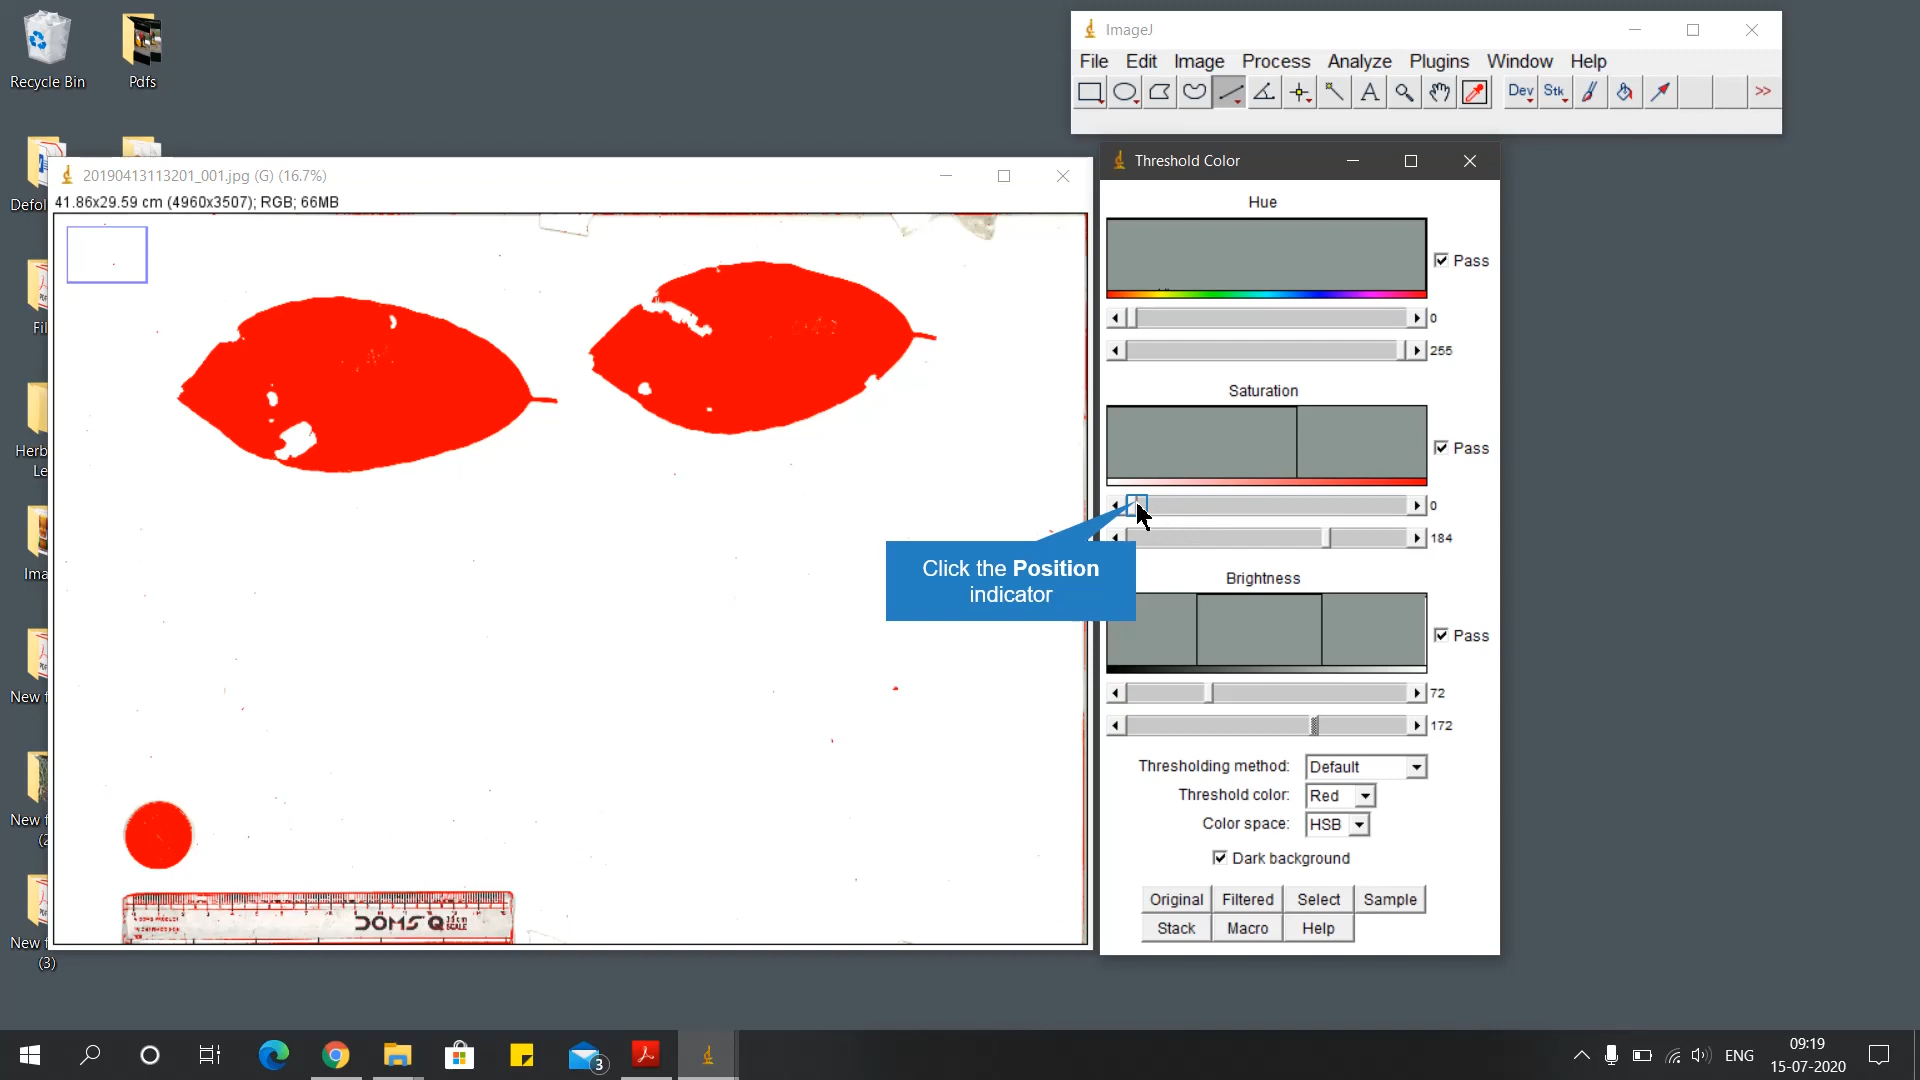 Recycle Bin
Pdfs
Defol
Fil
Herb
Le
Ima
New f
New f
(2
New f
(3)
ImageJ
File Edit Image Process Analyze Plugins Window Help
Dev Stk >>
20190413113201_001.jpg (G) (16.7%)
41.86x29.59 cm (4960x3507); RGB; 66MB
DOMS Q 15cm SCALE
Click the Position
indicator
Threshold Color
Hue
Pass
0
255
Saturation
Pass
0
184
Brightness
Pass
72
172
Thresholding method: Default
Threshold color: Red
Color space: HSB
Dark background
Original Filtered Select Sample
Stack Macro Help
3
ENG
09:19
15-07-2020